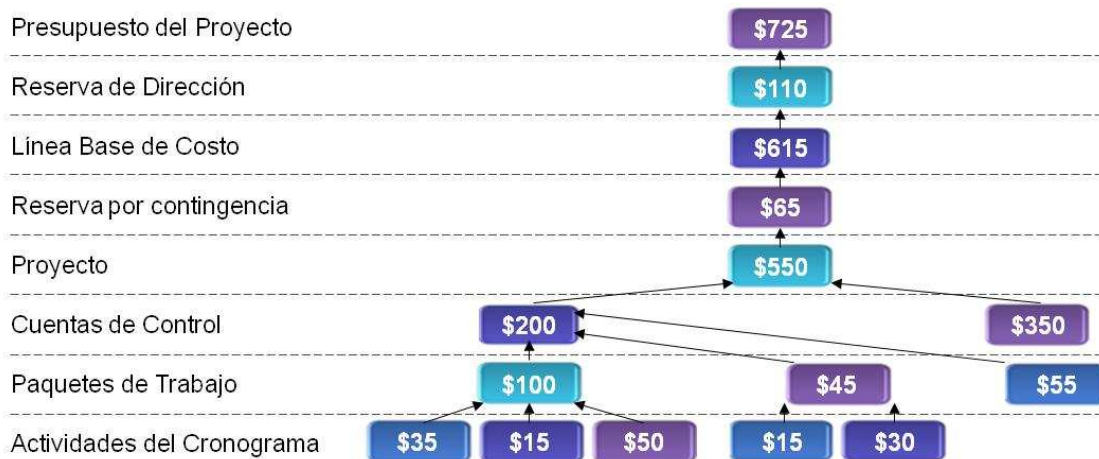 Presupuesto del Proyecto $725
Reserva de Dirección $110
Línea Base de Costo $615
Reserva por contingencia $65
Proyecto $550
Cuentas de Control $200 $350
Paquetes de Trabajo $100 $45 $55
Actividades del Cronograma $35 $15 $50 $15 $30